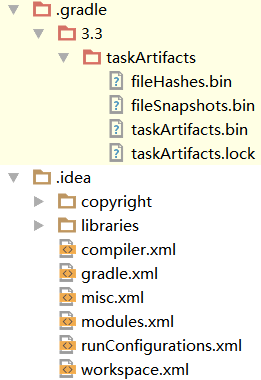 .gradle
3.3
taskArtifacts
fileHashes.bin
fileSnapshots.bin
taskArtifacts.bin
taskArtifacts.lock
.idea
copyright
libraries
compiler.xml
gradle.xml
misc.xml
modules.xml
runConfigurations.xml
workspace.xml